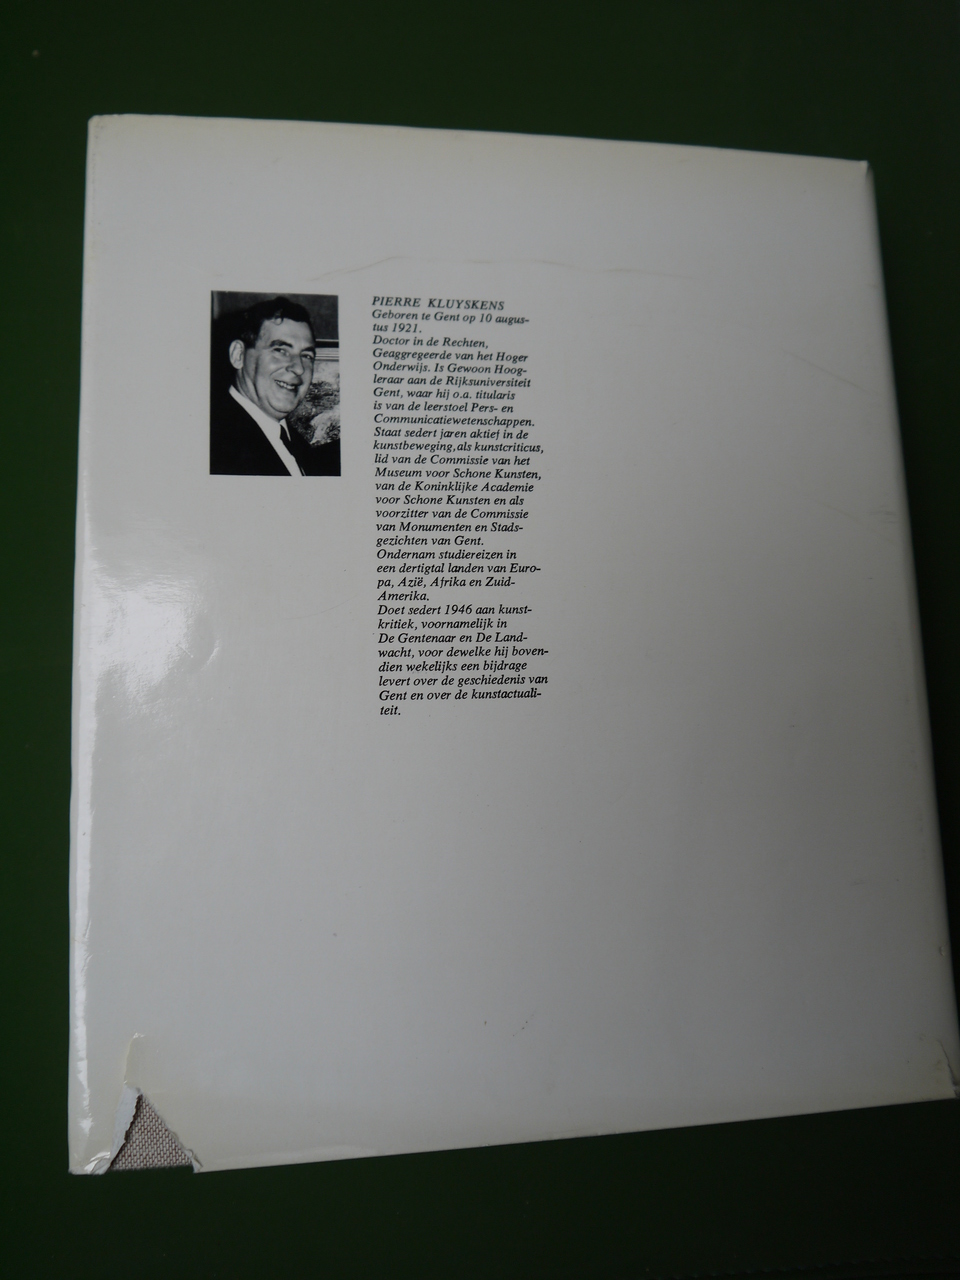 PIERRE KLUYSKENS
Geboren te Gent op 10 augus-
tus 1921.
Doctor in de Rechten,
Geaggregeerde van het Hoger
Onderwijs. Is Gewoon Hoog-
leraar aan de Rijksuniversiteit
Gent, waar hij o.a. titularis
is van de leerstoel Pers- en
Communicatiewetenschappen.
Staat sedert jaren aktief in de
kunstbeweging, als kunstcriticus,
lid van de Commissie van het
Museum voor Schone Kunsten,
van de Koninklijke Academie
voor Schone Kunsten en als
voorzitter van de Commissie
van Monumenten en Stads-
gezichten van Gent.
Ondernam studiereizen in
een dertigtal landen van Euro-
pa, Azië, Afrika en Zuid-
Amerika.
Doet sedert 1946 aan kunst-
kritiek, voornamelijk in
De Gentenaar en De Land-
wacht, voor dewelke hij boven-
dien wekelijks een bijdrage
levert over de geschiedenis van
Gent en over de kunstactuali-
teit.